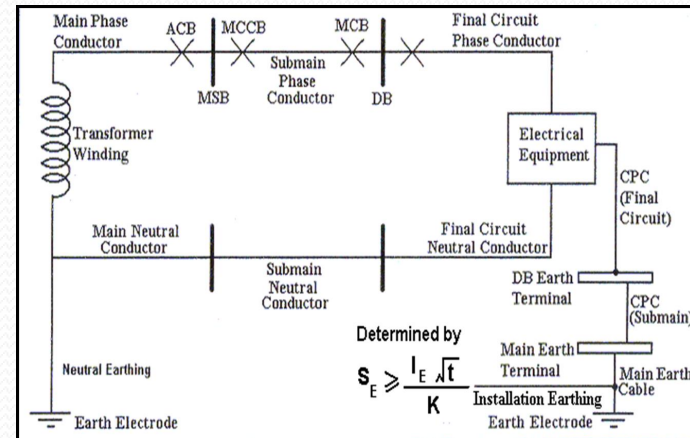 Main Phase
Conductor
ACB
MCCB
MCB
Final Circuit
Phase Conductor
Submain
Phase
Conductor
MSB
DB
Transformer
Winding
Electrical
Equipment
CPC
(Final
Circuit)
Main Neutral
Conductor
Final Circuit
Neutral Conductor
Submain
Neutral
Conductor
DB Earth
Terminal
CPC
(Submain)
Determined by
S_E ⩾ I_E √t / K
Main Earth
Terminal
Main Earth
Cable
Neutral Earthing
Installation Earthing
Earth Electrode
Earth Electrode